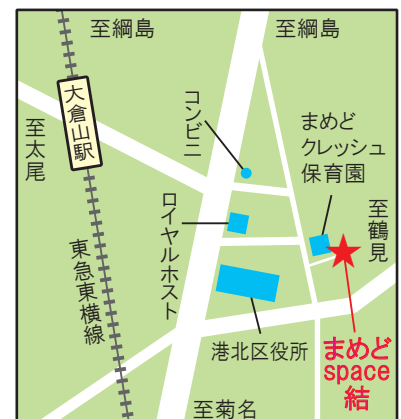 至綱島
至綱島
大倉山駅
コンビニ
まめど
クレッシュ
保育園
至太尾
ロイヤルホスト
至鶴見
東急東横線
港北区役所
まめど
space
結
至菊名